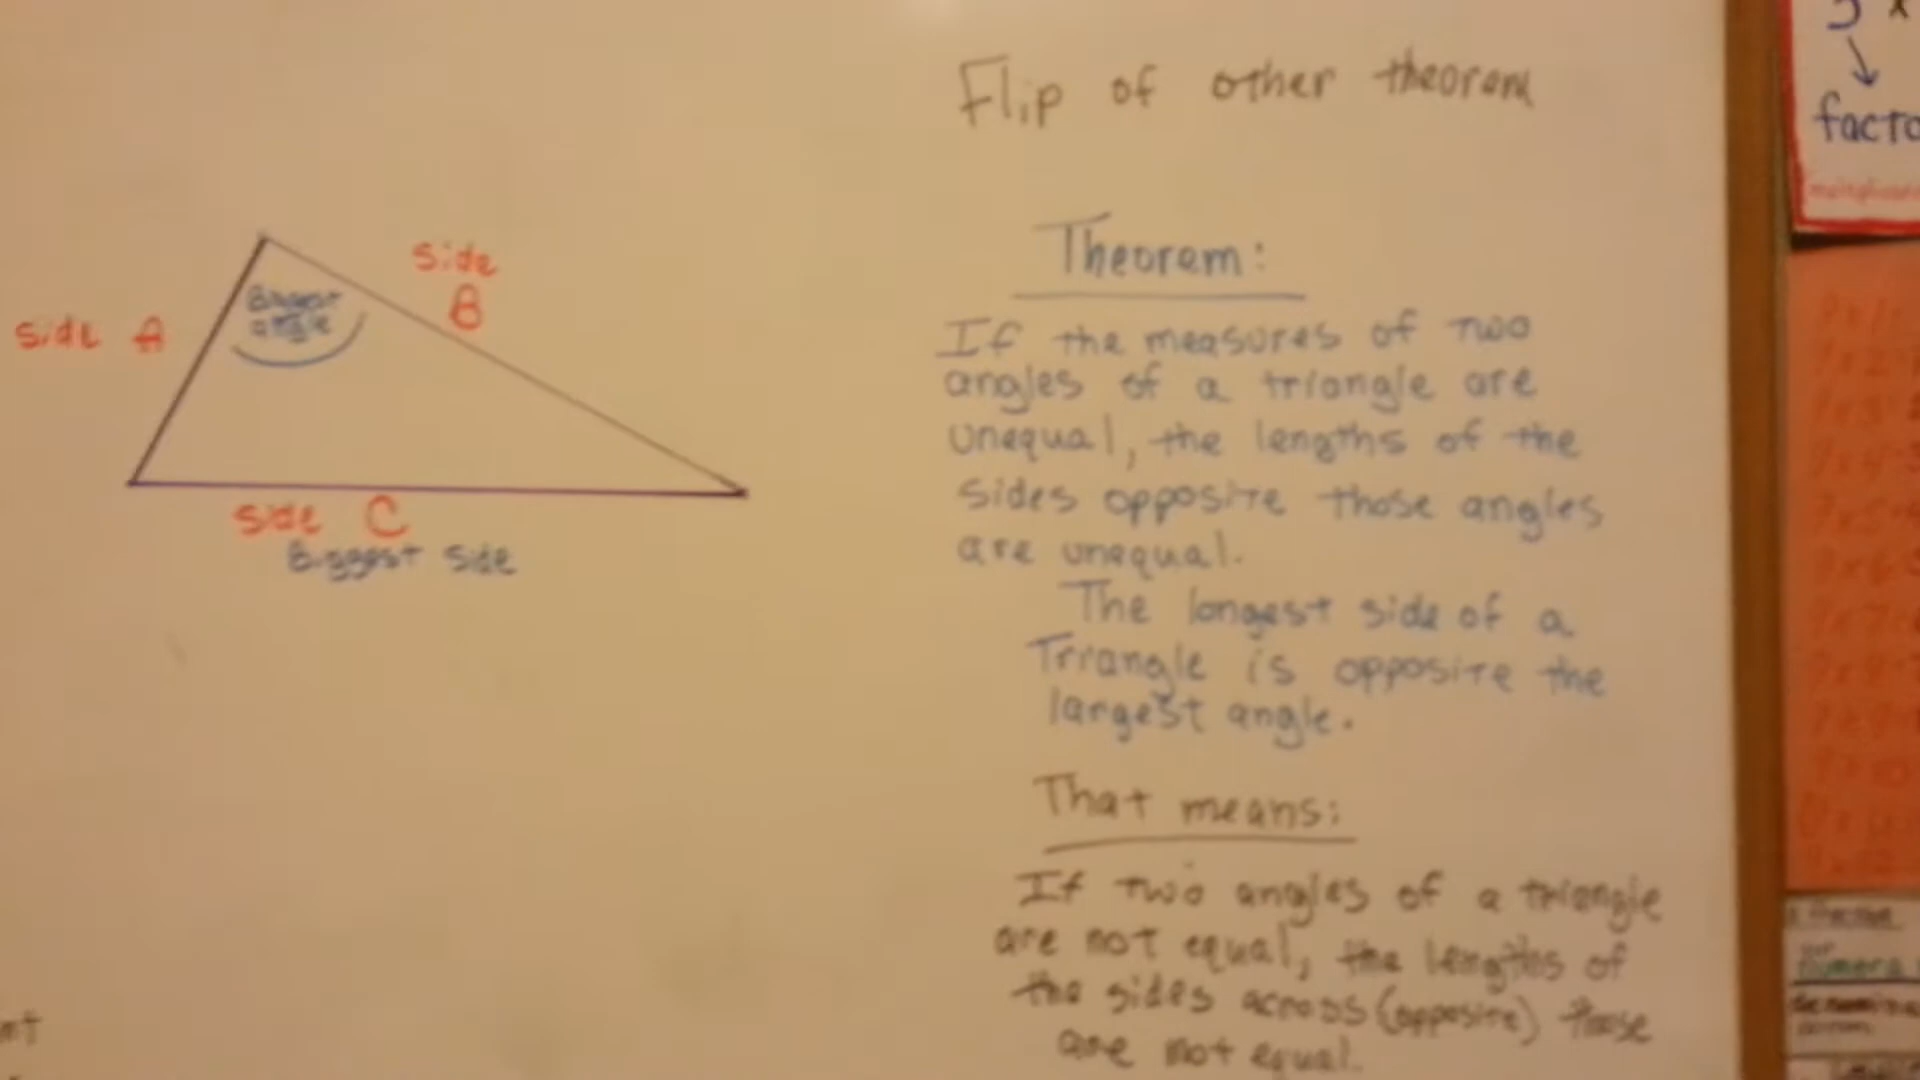 Flip of other theorem
Theorem:
If the measures of two
angles of a triangle are
unequal, the lengths of the
sides opposite those angles
are unequal.
The longest side of a
Triangle is opposite the
largest angle.
That means:
If two angles of a triangle
are not equal, the lengths of
the sides across (opposite) those
are not equal.
side
B
side A
Biggest
angle
side C
Biggest side
facto